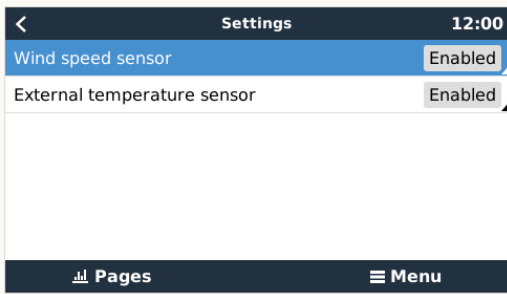 Settings 12:00
Wind speed sensor Enabled
External temperature sensor Enabled
Pages Menu